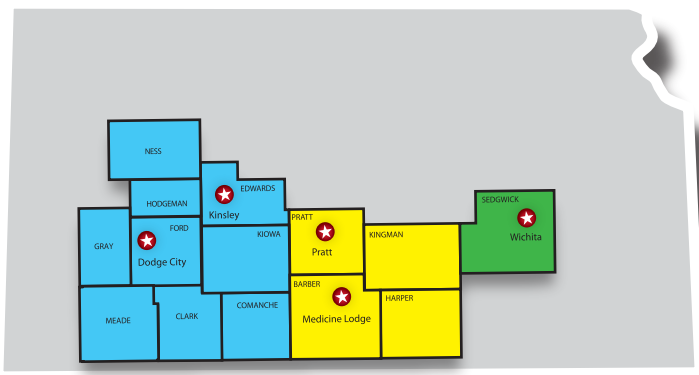 NESS
HODGEMAN
EDWARDS
Kinsley
GRAY
FORD
Dodge City
KIOWA
MEADE
CLARK
COMANCHE
PRATT
Pratt
KINGMAN
BARBER
Medicine Lodge
HARPER
SEDGWICK
Wichita